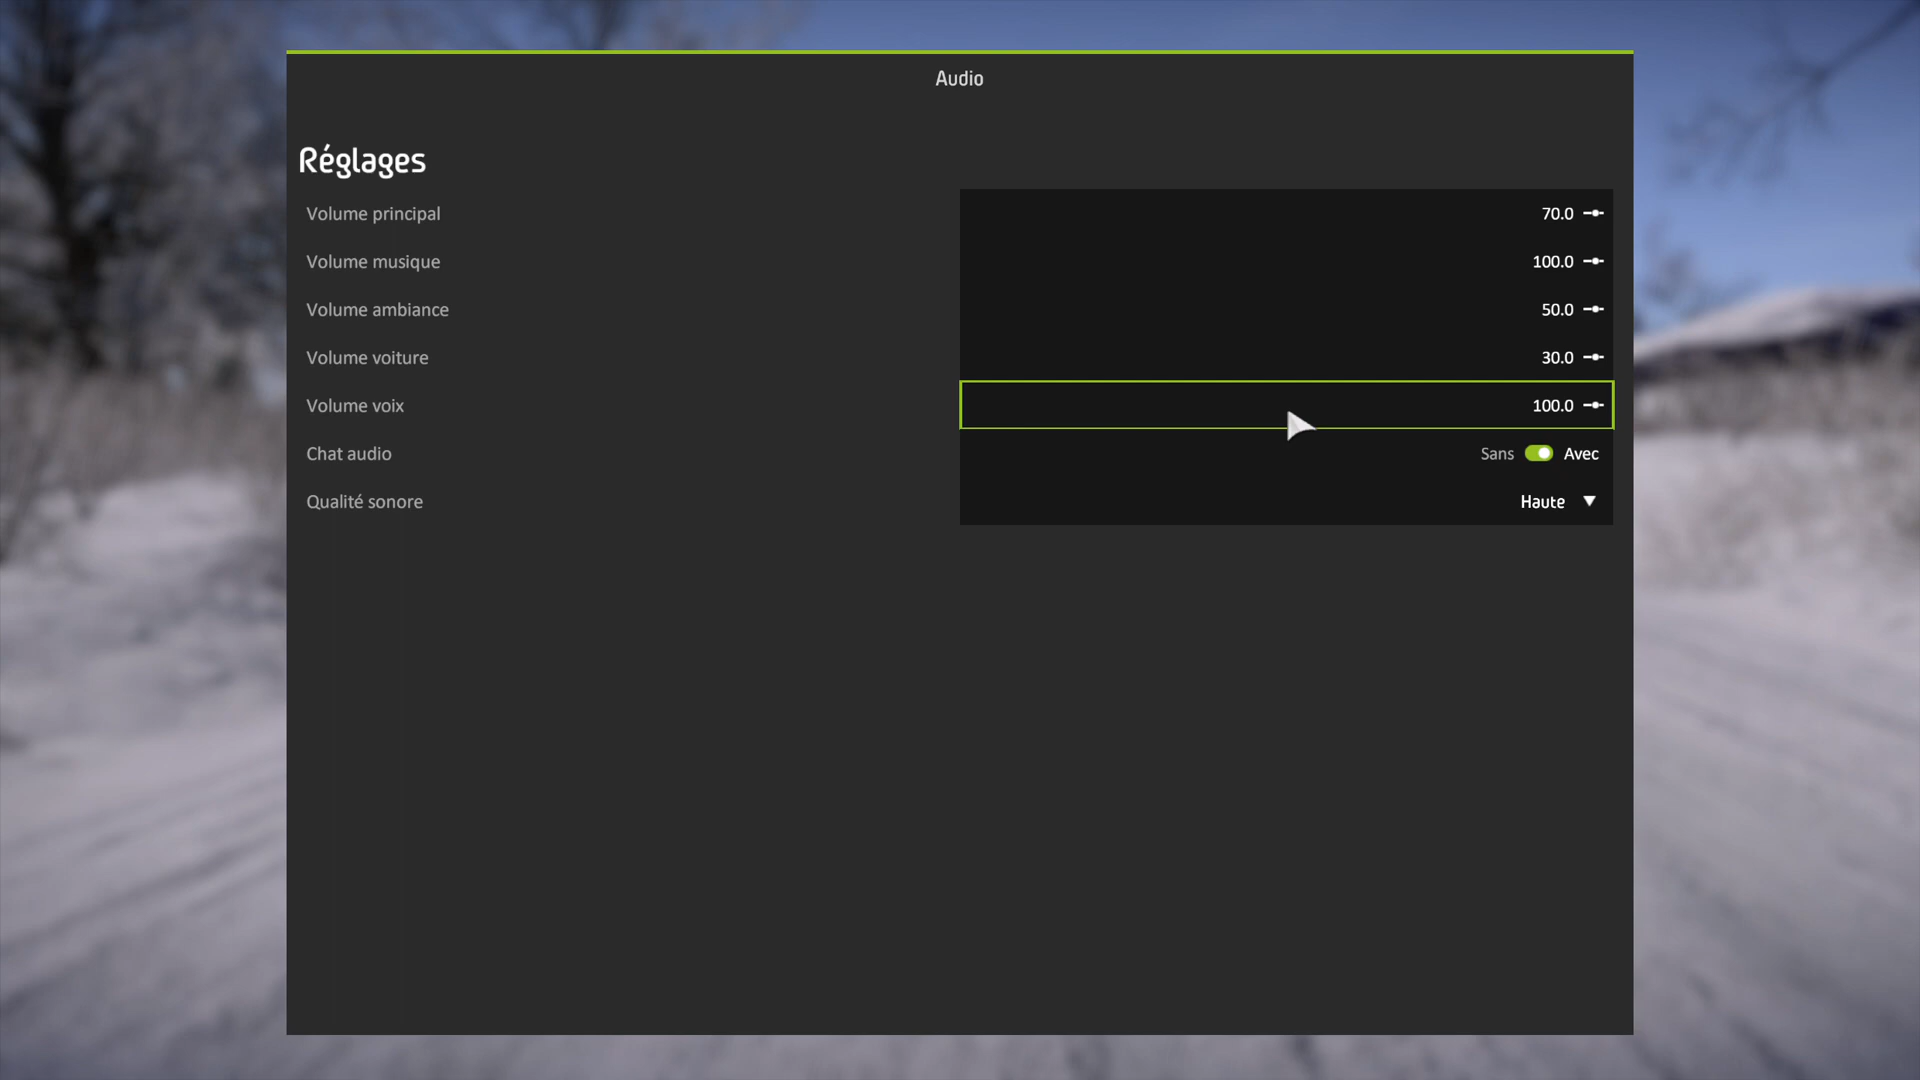 Audio
Réglages
Volume principal 70.0
Volume musique 100.0
Volume ambiance 50.0
Volume voiture 30.0
Volume voix 100.0
Chat audio Sans Avec
Qualité sonore Haute